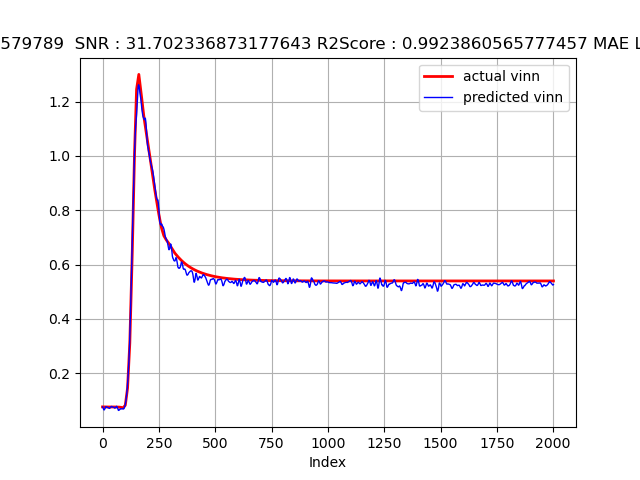 579789  SNR : 31.702336873177643 R2Score : 0.9923860565777457 MAE L
actual vinn
predicted vinn
1.2
1.0
0.8
0.6
0.4
0.2
0 250 500 750 1000 1250 1500 1750 2000
Index